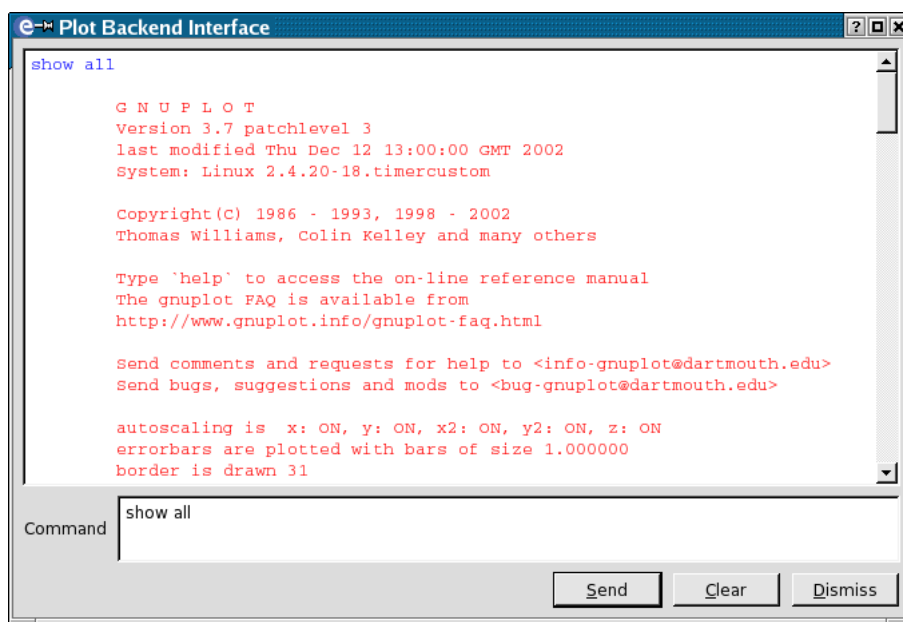 Plot Backend Interface
show all
G N U P L O T
Version 3.7 patchlevel 3
last modified Thu Dec 12 13:00:00 GMT 2002
System: Linux 2.4.20-18.timercustom
Copyright(C) 1986 - 1993, 1998 - 2002
Thomas Williams, Colin Kelley and many others
Type `help` to access the on-line reference manual
The gnuplot FAQ is available from
http://www.gnuplot.info/gnuplot-faq.html
Send comments and requests for help to <info-gnuplot@dartmouth.edu>
Send bugs, suggestions and mods to <bug-gnuplot@dartmouth.edu>
autoscaling is  x: ON, y: ON, x2: ON, y2: ON, z: ON
errorbars are plotted with bars of size 1.000000
border is drawn 31
Command
show all
Send Clear Dismiss